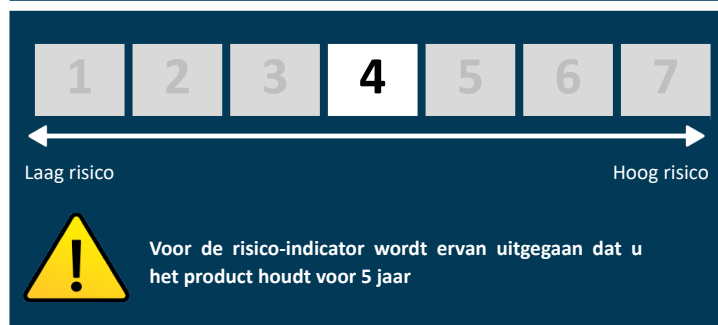 1 2 3 4 5 6 7
Laag risico Hoog risico
!
Voor de risico-indicator wordt ervan uitgegaan dat u
het product houdt voor 5 jaar